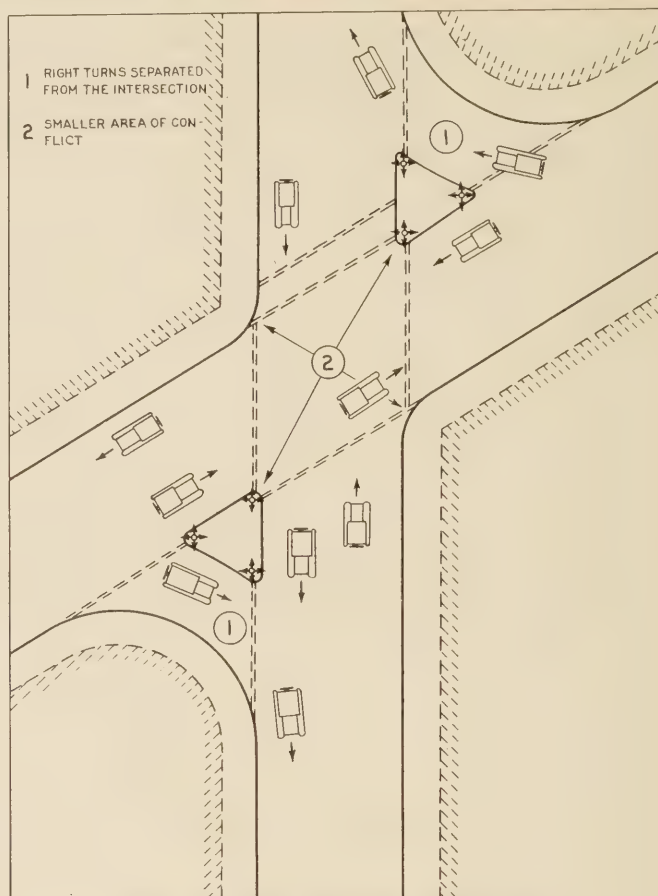 1 RIGHT TURNS SEPARATED
FROM THE INTERSECTION
2 SMALLER AREA OF CON-
FLICT
1
2
1